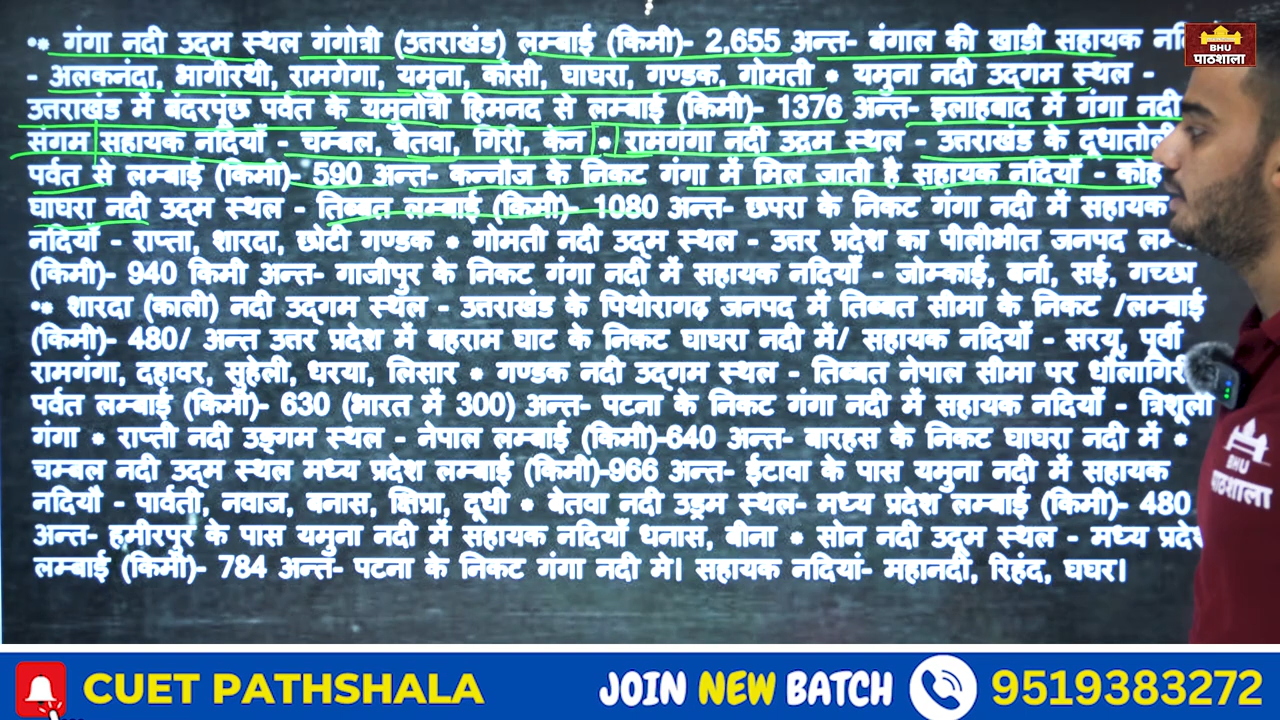 •* गंगा नदी उद्म स्थल गंगोत्री (उत्तराखंड) लम्बाई (किमी)- 2,655 अन्त- बंगाल की खाड़ी सहायक
- अलकनंदा, भागीरथी, रामगेगा, यमुना, कोसी, घाघरा, गण्डक, गोमती * यमुना नदी उद्गम स्थल -
उत्तराखंड में बंदरपूंछ पर्वत के यमुनोत्री हिमनद से लम्बाई (किमी)- 1376 अन्त- इलाहबाद में गंगा नदी
संगम सहायक नदियाँ - चम्बल, बेतवा, गिरी, केन * रामगंगा नदी उद्रम स्थल - उत्तराखंड के
पर्वत से लम्बाई (किमी)- 590 अन्त- कन्नौज के निकट गंगा में मिल जाती है सहायक नदियाँ - कोह
घाघरा नदी उद्म स्थल - तिब्बत लम्बाई (किमी)- 1080 अन्त- छपरा के निकट गंगा नदी में सहायक
नदियाँ - राप्ता, शारदा, छोटी गण्डक * गोमती नदी उद्म स्थल - उत्तर प्रदेश का पीलीभीत जनपद
(किमी)- 940 किमी अन्त- गाजीपुर के निकट गंगा नदी में सहायक नदियाँ - जोम्काई, बर्ना, सई, गच्छा
•* शारदा (काली) नदी उद्गम स्थल - उत्तराखंड के पिथोरागढ़ जनपद में तिब्बत सीमा के निकट /लम्बाई
(किमी)- 480/ अन्त उत्तर प्रदेश में बहराम घाट के निकट घाघरा नदी में/ सहायक नदियाँ - सरयू, पूर्वी
रामगंगा, दहावर, सुहेली, धरया, लिसार * गण्डक नदी उद्गम स्थल - तिब्बत नेपाल सीमा पर
पर्वत लम्बाई (किमी)- 630 (भारत में 300) अन्त- पटना के निकट गंगा नदी में सहायक नदियाँ - त्रिशूली
गंगा * राप्ती नदी उङ्गम स्थल - नेपाल लम्बाई (किमी)-640 अन्त- बारहस के निकट घाघरा नदी में *
चम्बल नदी उद्म स्थल मध्य प्रदेश लम्बाई (किमी)-966 अन्त- ईटावा के पास यमुना नदी में सहायक
नदियौ - पार्वती, नवाज, बनास, क्षिप्रा, दूधी * बेतवा नदी उड्रम स्थल- मध्य प्रदेश लम्बाई (किमी)- 480
अन्त- हमीरपुर के पास यमुना नदी में सहायक नदियाँ धनास, बीना * सोन नदी उद्म स्थल - मध्य
लम्बाई (किमी)- 784 अन्त- पटना के निकट गंगा नदी मे। सहायक नदियां- महानदी, रिहंद, घघर।
BHU
पाठशाला
BHU
पाठशाला
CUET PATHSHALA
JOIN NEW BATCH
9519383272